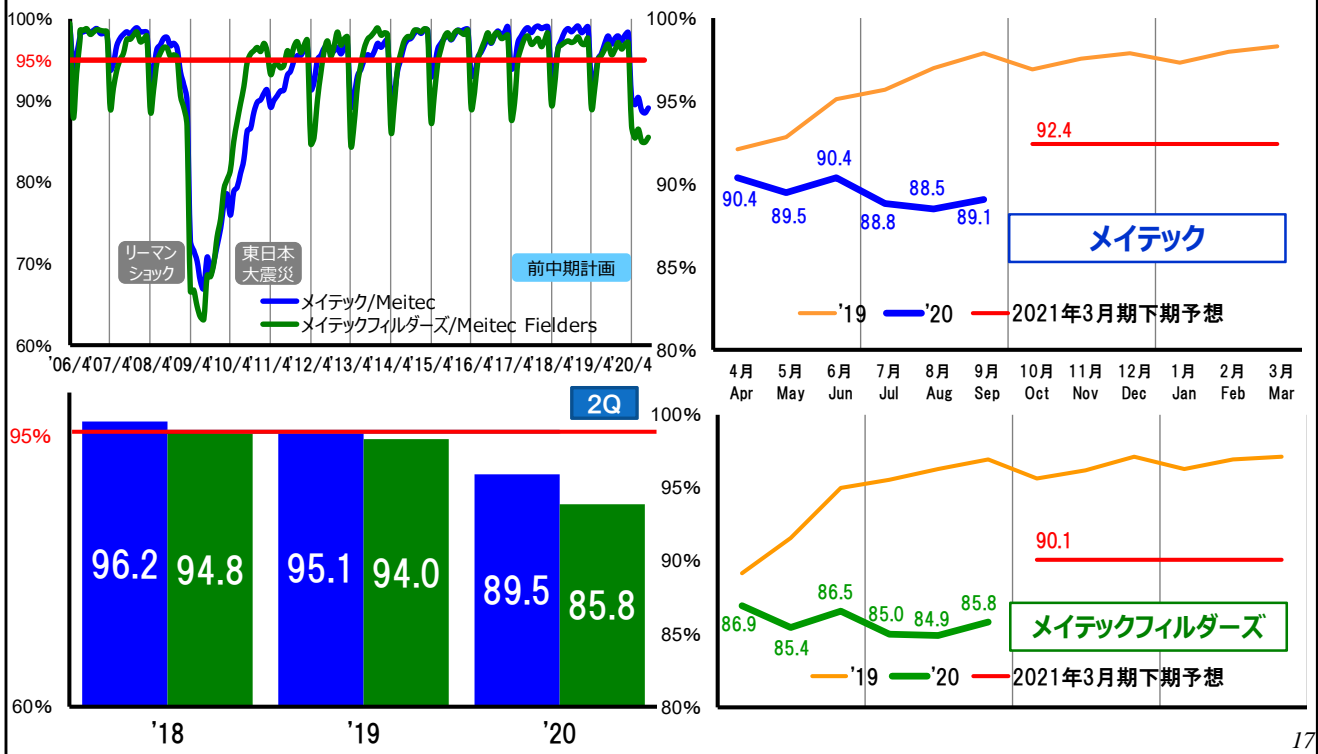 100%
95%
90%
80%
70%
60%
リーマン
ショック
東日本
大震災
前中期計画
メイテック/Meitec
メイテックフィルダーズ/Meitec Fielders
'06/4 '07/4 '08/4 '09/4 '10/4 '11/4 '12/4 '13/4 '14/4 '15/4 '16/4 '17/4 '18/4 '19/4 '20/4
100%
95%
90%
85%
80%
92.4
90.4
89.5
90.4
88.8
88.5
89.1
メイテック
'19 '20 2021年3月期下期予想
4月 5月 6月 7月 8月 9月 10月 11月 12月 1月 2月 3月
Apr May Jun Jul Aug Sep Oct Nov Dec Jan Feb Mar
2Q
95%
60%
96.2 94.8 95.1 94.0 89.5 85.8
'18 '19 '20
100%
95%
90%
85%
80%
90.1
86.9
85.4
86.5
85.0
84.9
85.8
メイテックフィルダーズ
'19 '20 2021年3月期下期予想
17